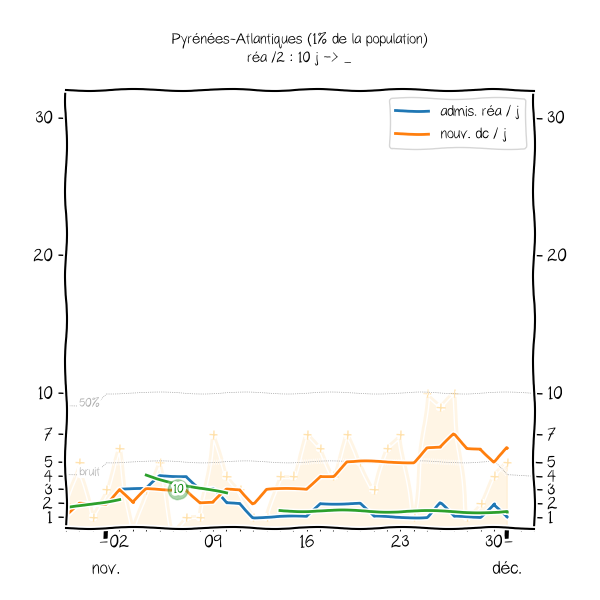 Pyrénées-Atlantiques (1% de la population)
réa /2 : 10 j -> _
admis. réa / j
nouv. dc / j
30 30
20 20
10 10
50%
7 7
5 5
bruit
4 4
3 3
10
2 2
1 1
02 09 16 23 30
nov. déc.